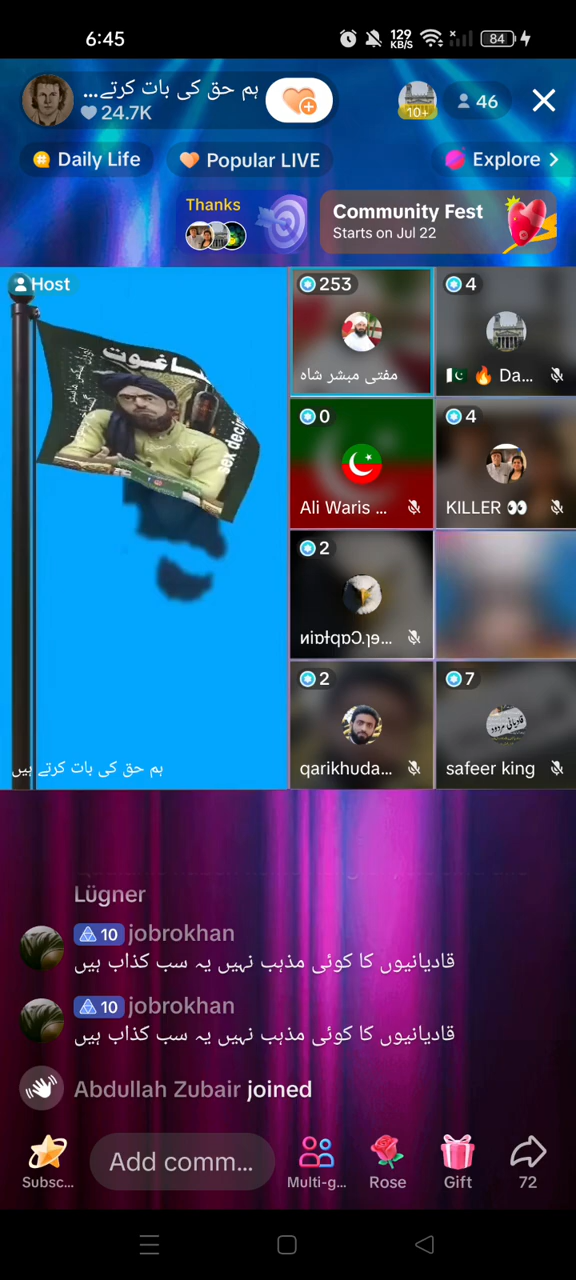 6:45
129
KB/S
84
ہم حق کی بات کرتے...
24.7K
10+
46
Daily Life
Popular LIVE
Explore
Thanks
Community Fest
Starts on Jul 22
Host
253
مفتی مبشر شاہ
4
Da...
0
Ali Waris ...
4
KILLER
2
2
qarikhuda...
7
safeer king
ہم حق کی بات کرتے ہیں
Lügner
10 jobrokhan
قادیانیوں کا کوئی مذہب نہیں یہ سب کذاب ہیں
10 jobrokhan
قادیانیوں کا کوئی مذہب نہیں یہ سب کذاب ہیں
Abdullah Zubair joined
Add comm...
Subsc...
Multi-g...
Rose
Gift
72